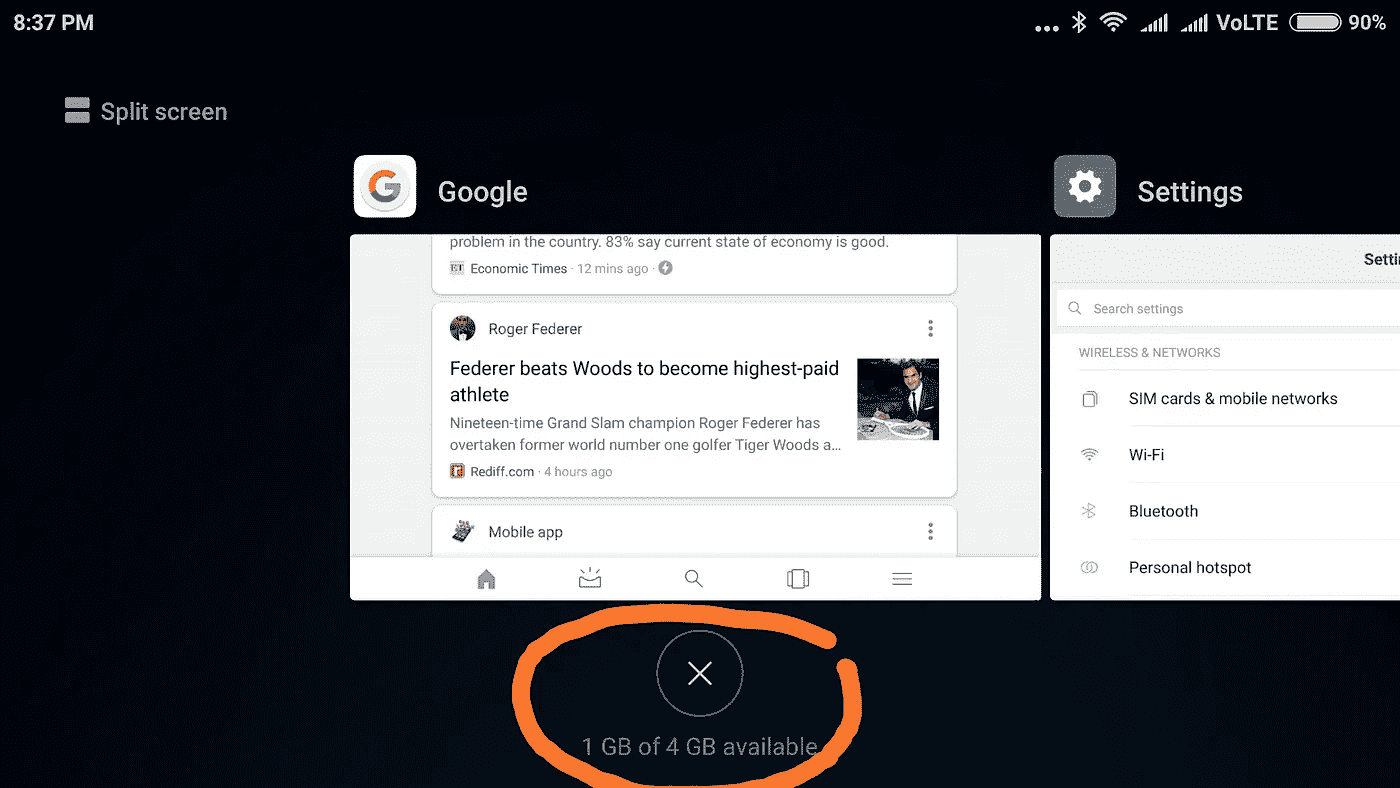 8:37 PM
VoLTE 90%
Split screen
Google
Settings
problem in the country. 83% say current state of economy is good.
ET Economic Times · 12 mins ago ·
Roger Federer
Federer beats Woods to become highest-paid
athlete
Nineteen-time Grand Slam champion Roger Federer has
overtaken former world number one golfer Tiger Woods a...
Rediff.com · 4 hours ago
Mobile app
Setti
Search settings
WIRELESS & NETWORKS
SIM cards & mobile networks
Wi-Fi
Bluetooth
Personal hotspot
1 GB of 4 GB available